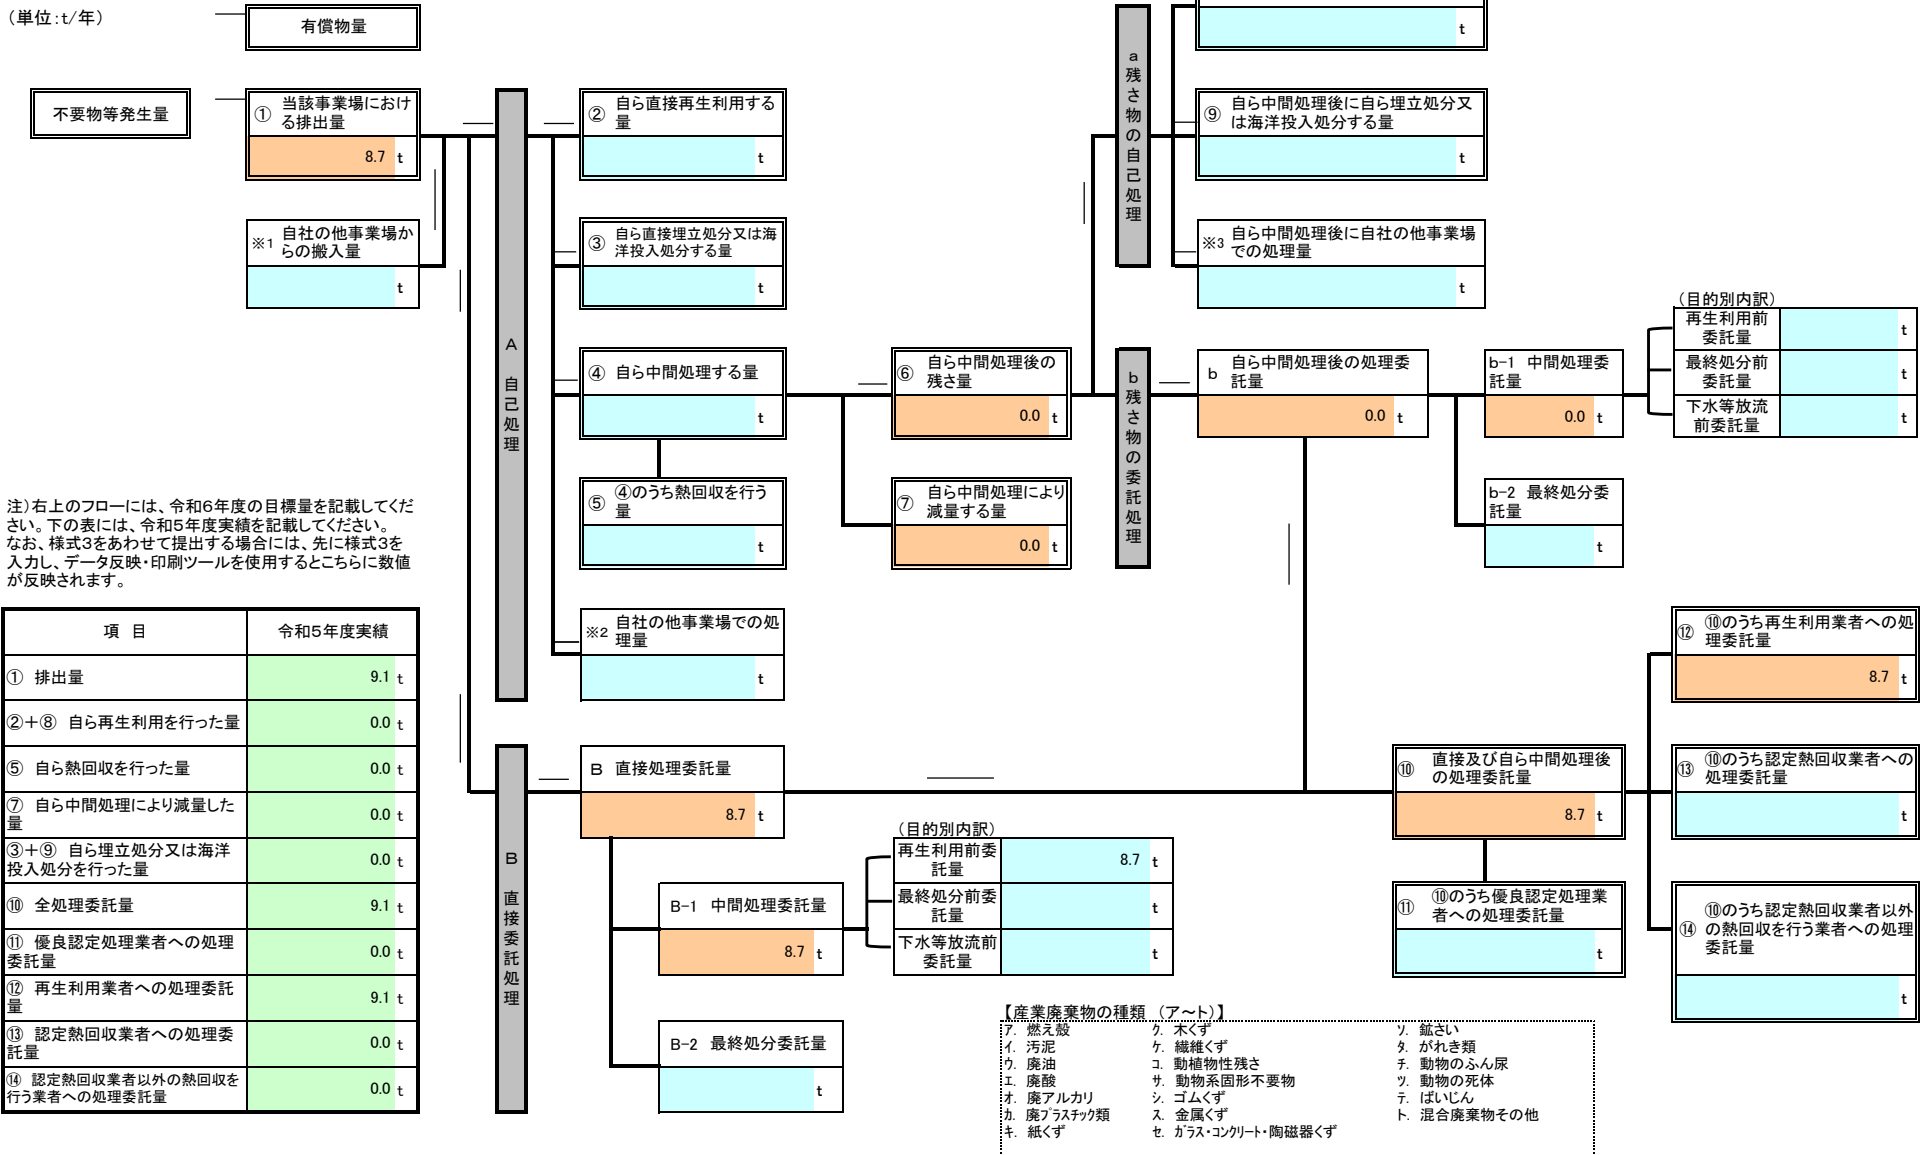 (単位:t/年)
有償物量
不要物等発生量
① 当該事業場におけ
る排出量
8.7 t
※1 自社の他事業場か
らの搬入量
t
A 自己処理
② 自ら直接再生利用する
量
t
③ 自ら直接埋立処分又は海
洋投入処分する量
t
④ 自ら中間処理する量
t
⑤ ④のうち熱回収を行う
量
t
※2 自社の他事業場での処
理量
t
⑥ 自ら中間処理後の
残さ量
0.0 t
⑦ 自ら中間処理により
減量する量
0.0 t
a 残さ物の自己処理
t
⑨ 自ら中間処理後に自ら埋立処分又
は海洋投入処分する量
t
※3 自ら中間処理後に自社の他事業場
での処理量
t
b 残さ物の委託処理
b 自ら中間処理後の処理委
託量
0.0 t
b-1 中間処理委
託量
0.0 t
b-2 最終処分委
託量
t
(目的別内訳)
再生利用前
委託量
t
最終処分前
委託量
t
下水等放流
前委託量
t
注)右上のフローには、令和6年度の目標量を記載してくだ
さい。下の表には、令和5年度実績を記載してください。
なお、様式3をあわせて提出する場合には、先に様式3を
入力し、データ反映・印刷ツールを使用するとこちらに数値
が反映されます。
項 目 令和5年度実績
① 排出量 9.1 t
②+⑧ 自ら再生利用を行った量 0.0 t
⑤ 自ら熱回収を行った量 0.0 t
⑦ 自ら中間処理により減量した
量 0.0 t
③+⑨ 自ら埋立処分又は海洋
投入処分を行った量 0.0 t
⑩ 全処理委託量 9.1 t
⑪ 優良認定処理業者への処理
委託量 0.0 t
⑫ 再生利用業者への処理委託
量 9.1 t
⑬ 認定熱回収業者への処理委
託量 0.0 t
⑭ 認定熱回収業者以外の熱回収を
行う業者への処理委託量 0.0 t
B 直接委託処理
B 直接処理委託量
8.7 t
B-1 中間処理委託量
8.7 t
B-2 最終処分委託量
t
(目的別内訳)
再生利用前委
託量
8.7 t
最終処分前委
託量
t
下水等放流前
委託量
t
⑩ 直接及び自ら中間処理後
の処理委託量
8.7 t
⑪ ⑩のうち優良認定処理業
者への処理委託量
t
⑫ ⑩のうち再生利用業者への処
理委託量
8.7 t
⑬ ⑩のうち認定熱回収業者への
処理委託量
t
⑭ ⑩のうち認定熱回収業者以外
の熱回収を行う業者への処理
委託量
t
【産業廃棄物の種類 (ア~ト)】
ア. 燃え殻 ク. 木くず ソ. 鉱さい
イ. 汚泥 ケ. 繊維くず タ. がれき類
ウ. 廃油 コ. 動植物性残さ チ. 動物のふん尿
エ. 廃酸 サ. 動物系固形不要物 ツ. 動物の死体
オ. 廃アルカリ シ. ゴムくず テ. ばいじん
カ. 廃プラスチック類 ス. 金属くず ト. 混合廃棄物その他
キ. 紙くず セ. ガラス・コンクリート・陶磁器くず